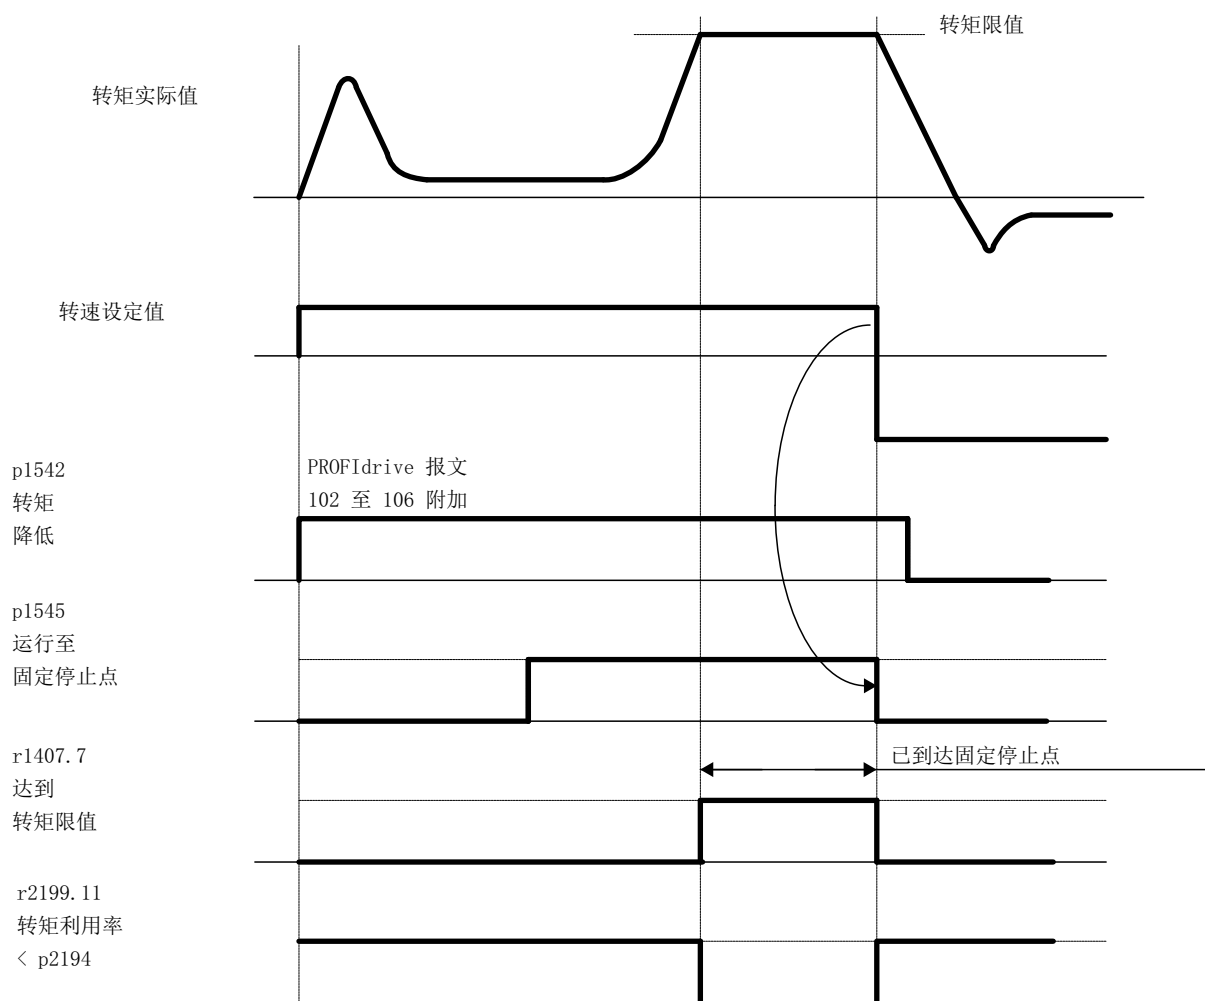 转矩限值
转矩实际值
转速设定值
p1542
转矩
降低
PROFIdrive 报文
102 至 106 附加
p1545
运行至
固定停止点
r1407.7
达到
转矩限值
已到达固定停止点
r2199.11
转矩利用率
< p2194